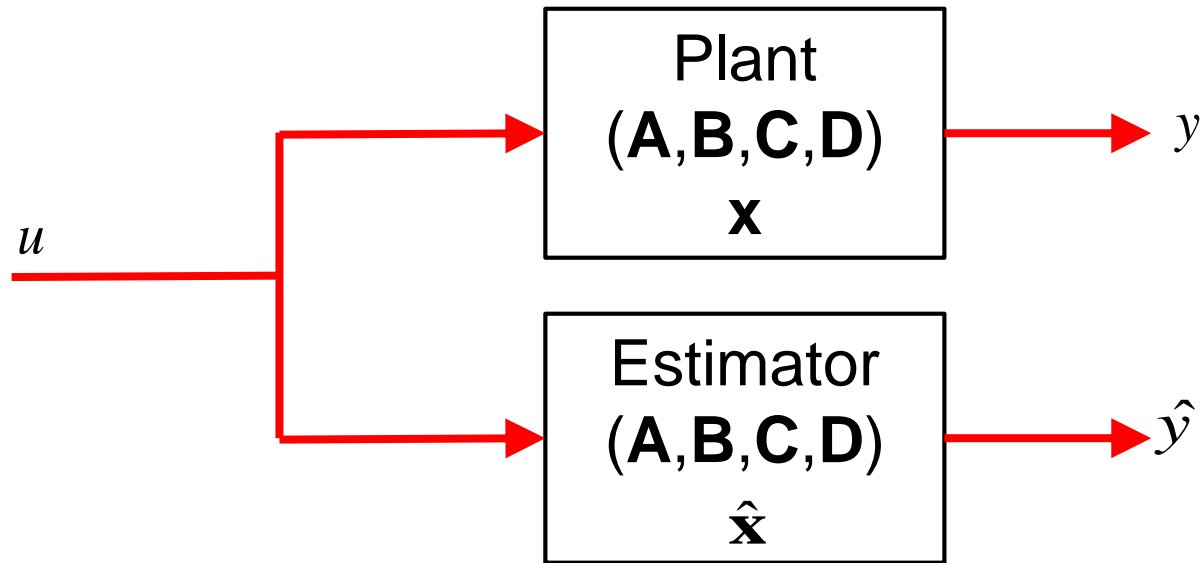 Plant
(A,B,C,D)
x
y
u
Estimator
(A,B,C,D)
x̂
ŷ